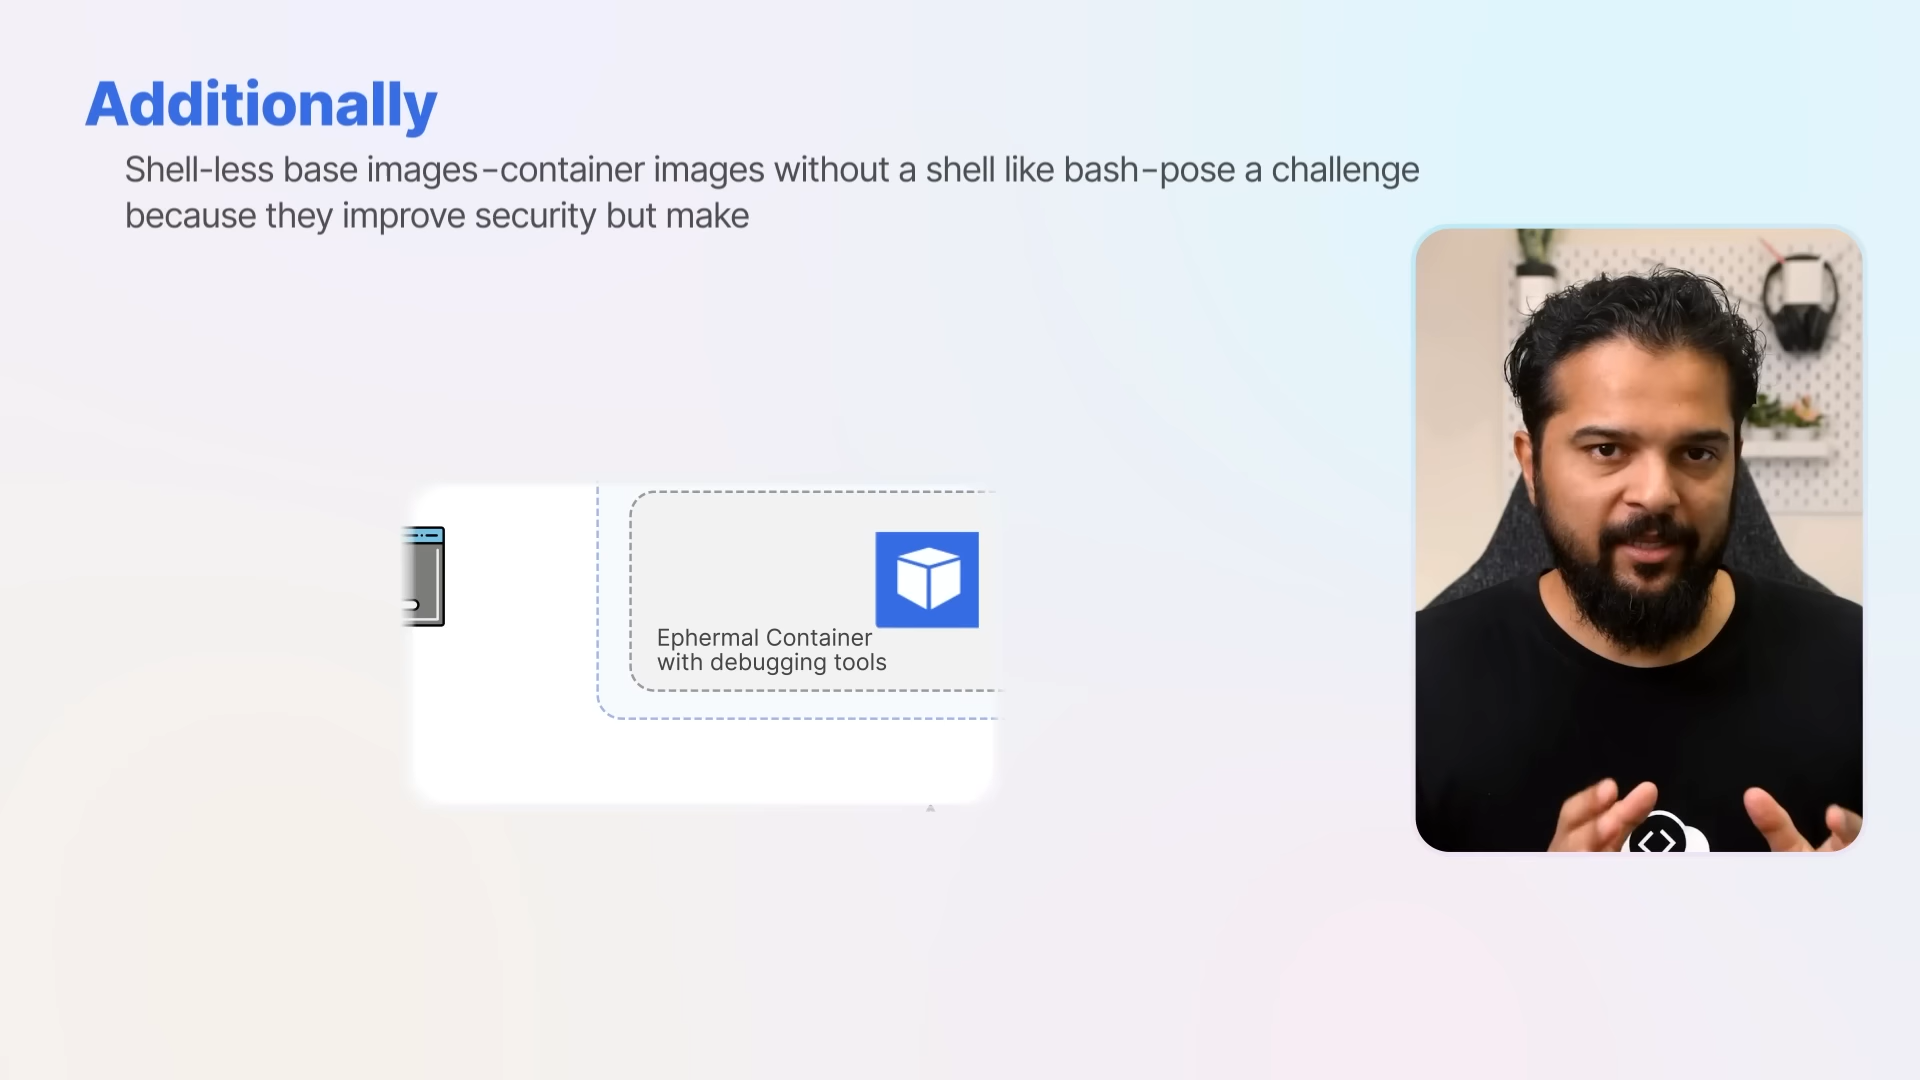 Additionally
Shell-less base images–container images without a shell like bash–pose a challenge
because they improve security but make
Ephermal Container
with debugging tools